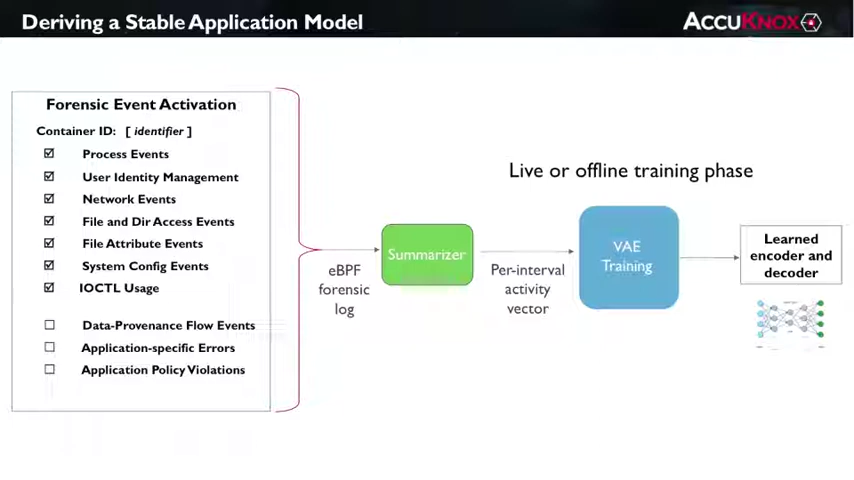 Deriving a Stable Application Model
ACCUKNOX
Forensic Event Activation
Container ID: [ identifier ]
☑ Process Events
☑ User Identity Management
☑ Network Events
☑ File and Dir Access Events
☑ File Attribute Events
☑ System Config Events
☑ IOCTL Usage
☐ Data-Provenance Flow Events
☐ Application-specific Errors
☐ Application Policy Violations
eBPF
forensic
log
Summarizer
Per-interval
activity
vector
Live or offline training phase
VAE
Training
Learned
encoder and
decoder